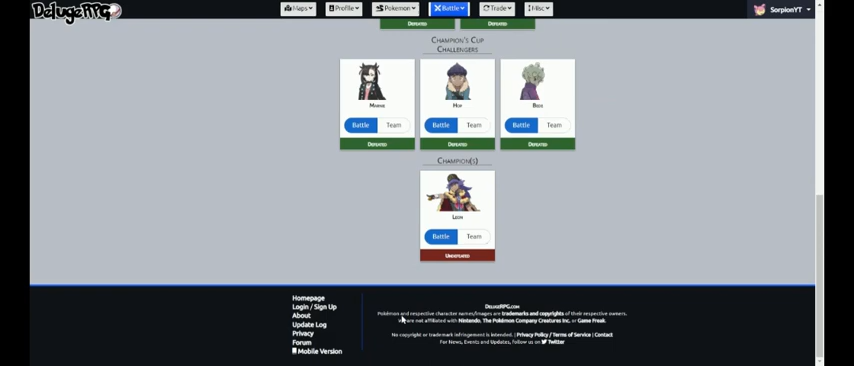 DelugeRPG
Maps Profile Pokemon Battle Trade Misc SorpionYT
Defeated Defeated
Champion's Cup
Challengers
Marnie Hop Bede
Battle Team Battle Team Battle Team
Defeated Defeated Defeated
Champion(s)
Leon
Battle Team
Undefeated
Homepage
Login / Sign Up
About
Update Log
Privacy
Forum
Mobile Version
DelugeRPG.com
Pokémon and respective character names/images are trademarks and copyrights of their respective owners.
We are not affiliated with Nintendo, The Pokémon Company Creatures Inc. or Game Freak.
No copyright or trademark infringement is intended. | Privacy Policy / Terms of Service | Contact
For News, Events and Updates, follow us on Twitter